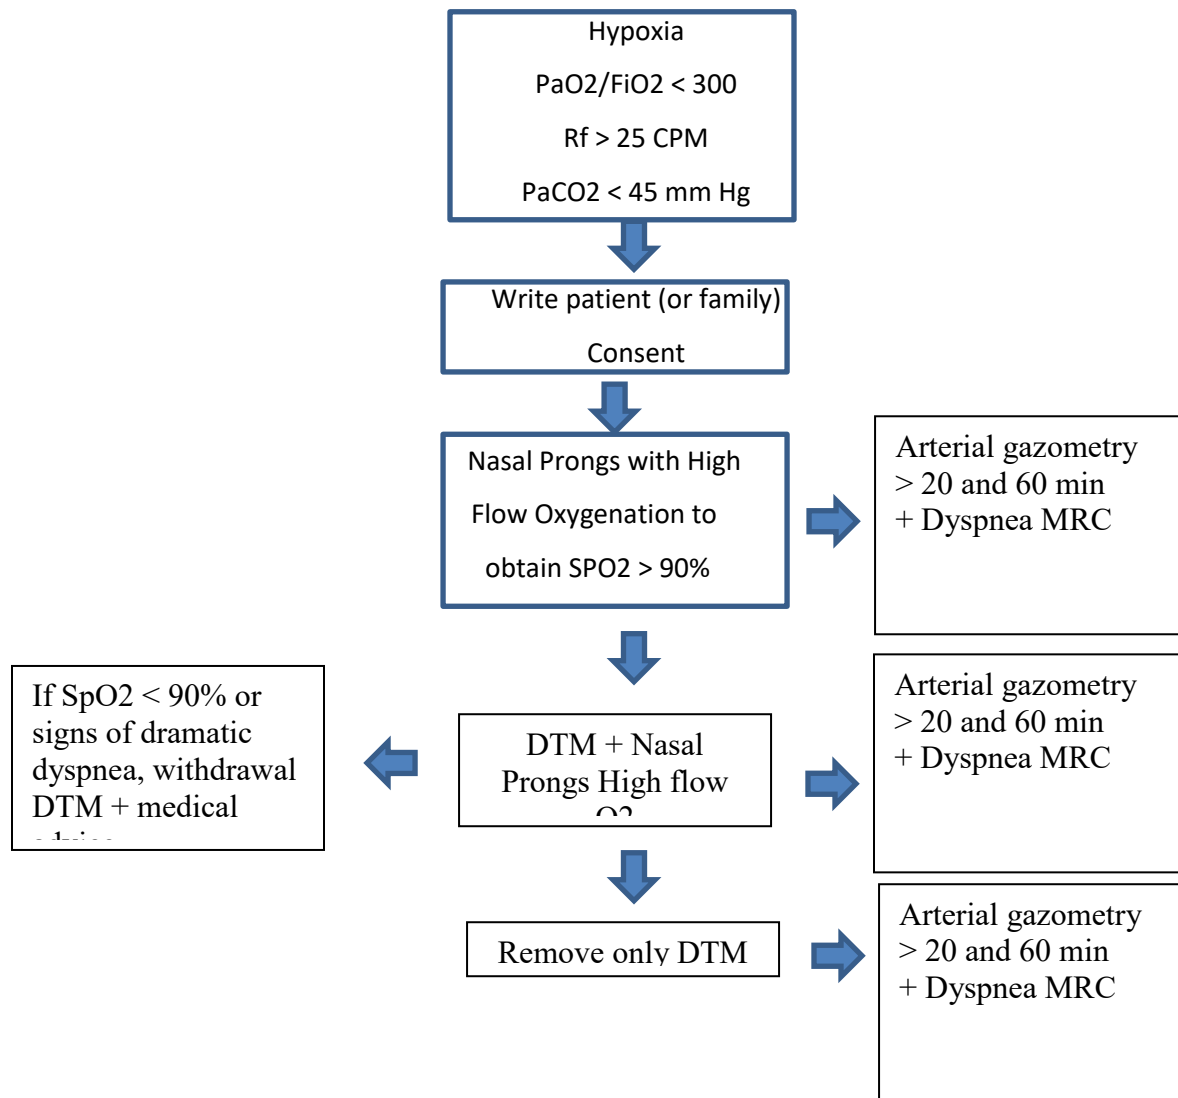 Hypoxia
PaO2/FiO2 < 300
Rf > 25 CPM
PaCO2 < 45 mm Hg
Write patient (or family)
Consent
Nasal Prongs with High
Flow Oxygenation to
obtain SPO2 > 90%
Arterial gazometry
> 20 and 60 min
+ Dyspnea MRC
If SpO2 < 90% or
signs of dramatic
dyspnea, withdrawal
DTM + medical
DTM + Nasal
Prongs High flow
O2
Arterial gazometry
> 20 and 60 min
+ Dyspnea MRC
Remove only DTM
Arterial gazometry
> 20 and 60 min
+ Dyspnea MRC